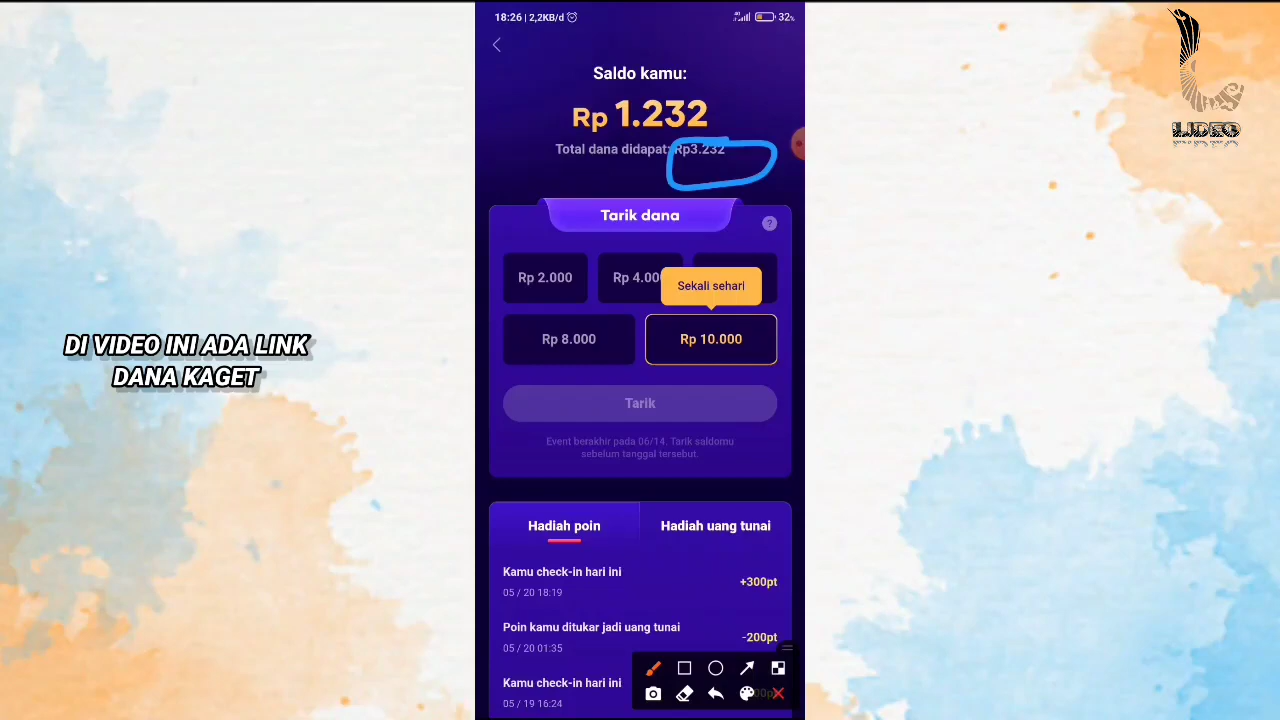 18:26 | 2,2KB/d
4G
32%
Saldo kamu:
Rp 1.232
Total dana didapat: Rp3.232
Tarik dana
?
Rp 2.000
Rp 4.00
Sekali sehari
Rp 8.000
Rp 10.000
Tarik
Event berakhir pada 06/14. Tarik saldomu
sebelum tanggal tersebut.
Hadiah poin
Hadiah uang tunai
Kamu check-in hari ini
+300pt
05 / 20 18:19
Poin kamu ditukar jadi uang tunai
-200pt
05 / 20 01:35
Kamu check-in hari ini
05 / 19 16:24
DI VIDEO INI ADA LINK
DANA KAGET
LIDEO